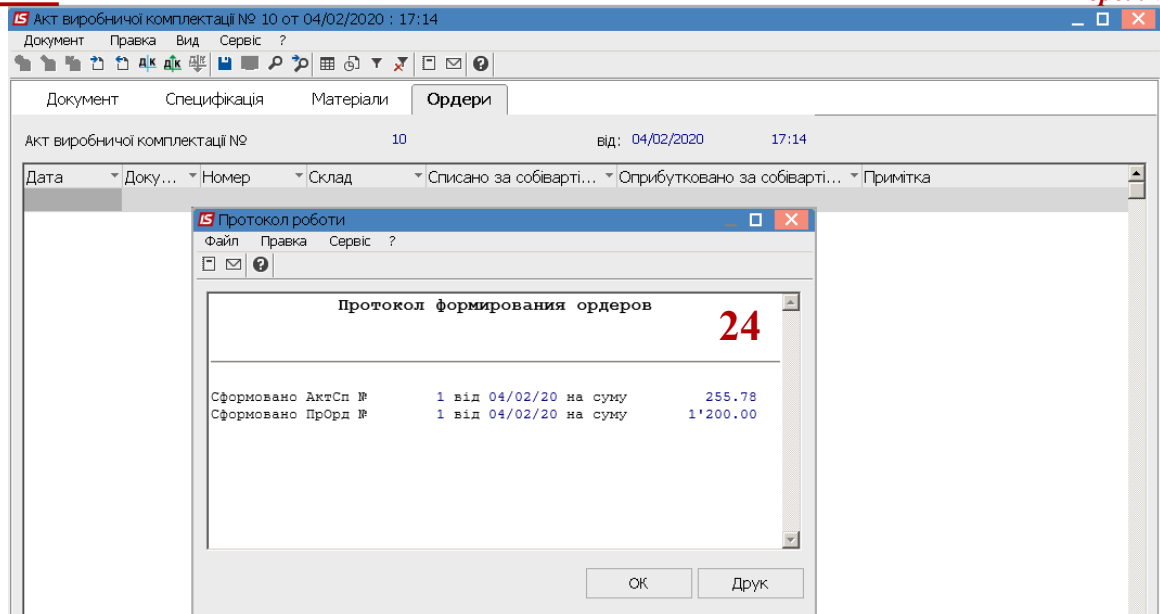 Акт виробничої комплектації № 10 от 04/02/2020 : 17:14
Документ Правка Вид Сервіс ?
Документ Специфікація Матеріали Ордери
Акт виробничої комплектації № 10 від: 04/02/2020 17:14
Дата Доку... Номер Склад Списано за собіварті... Оприбутковано за собіварті... Примітка
Протокол роботи
Файл Правка Сервіс ?
Протокол формирования ордеров
24
Сформовано АктСп № 1 від 04/02/20 на суму 255.78
Сформовано ПрОрд № 1 від 04/02/20 на суму 1'200.00
ОК Друк